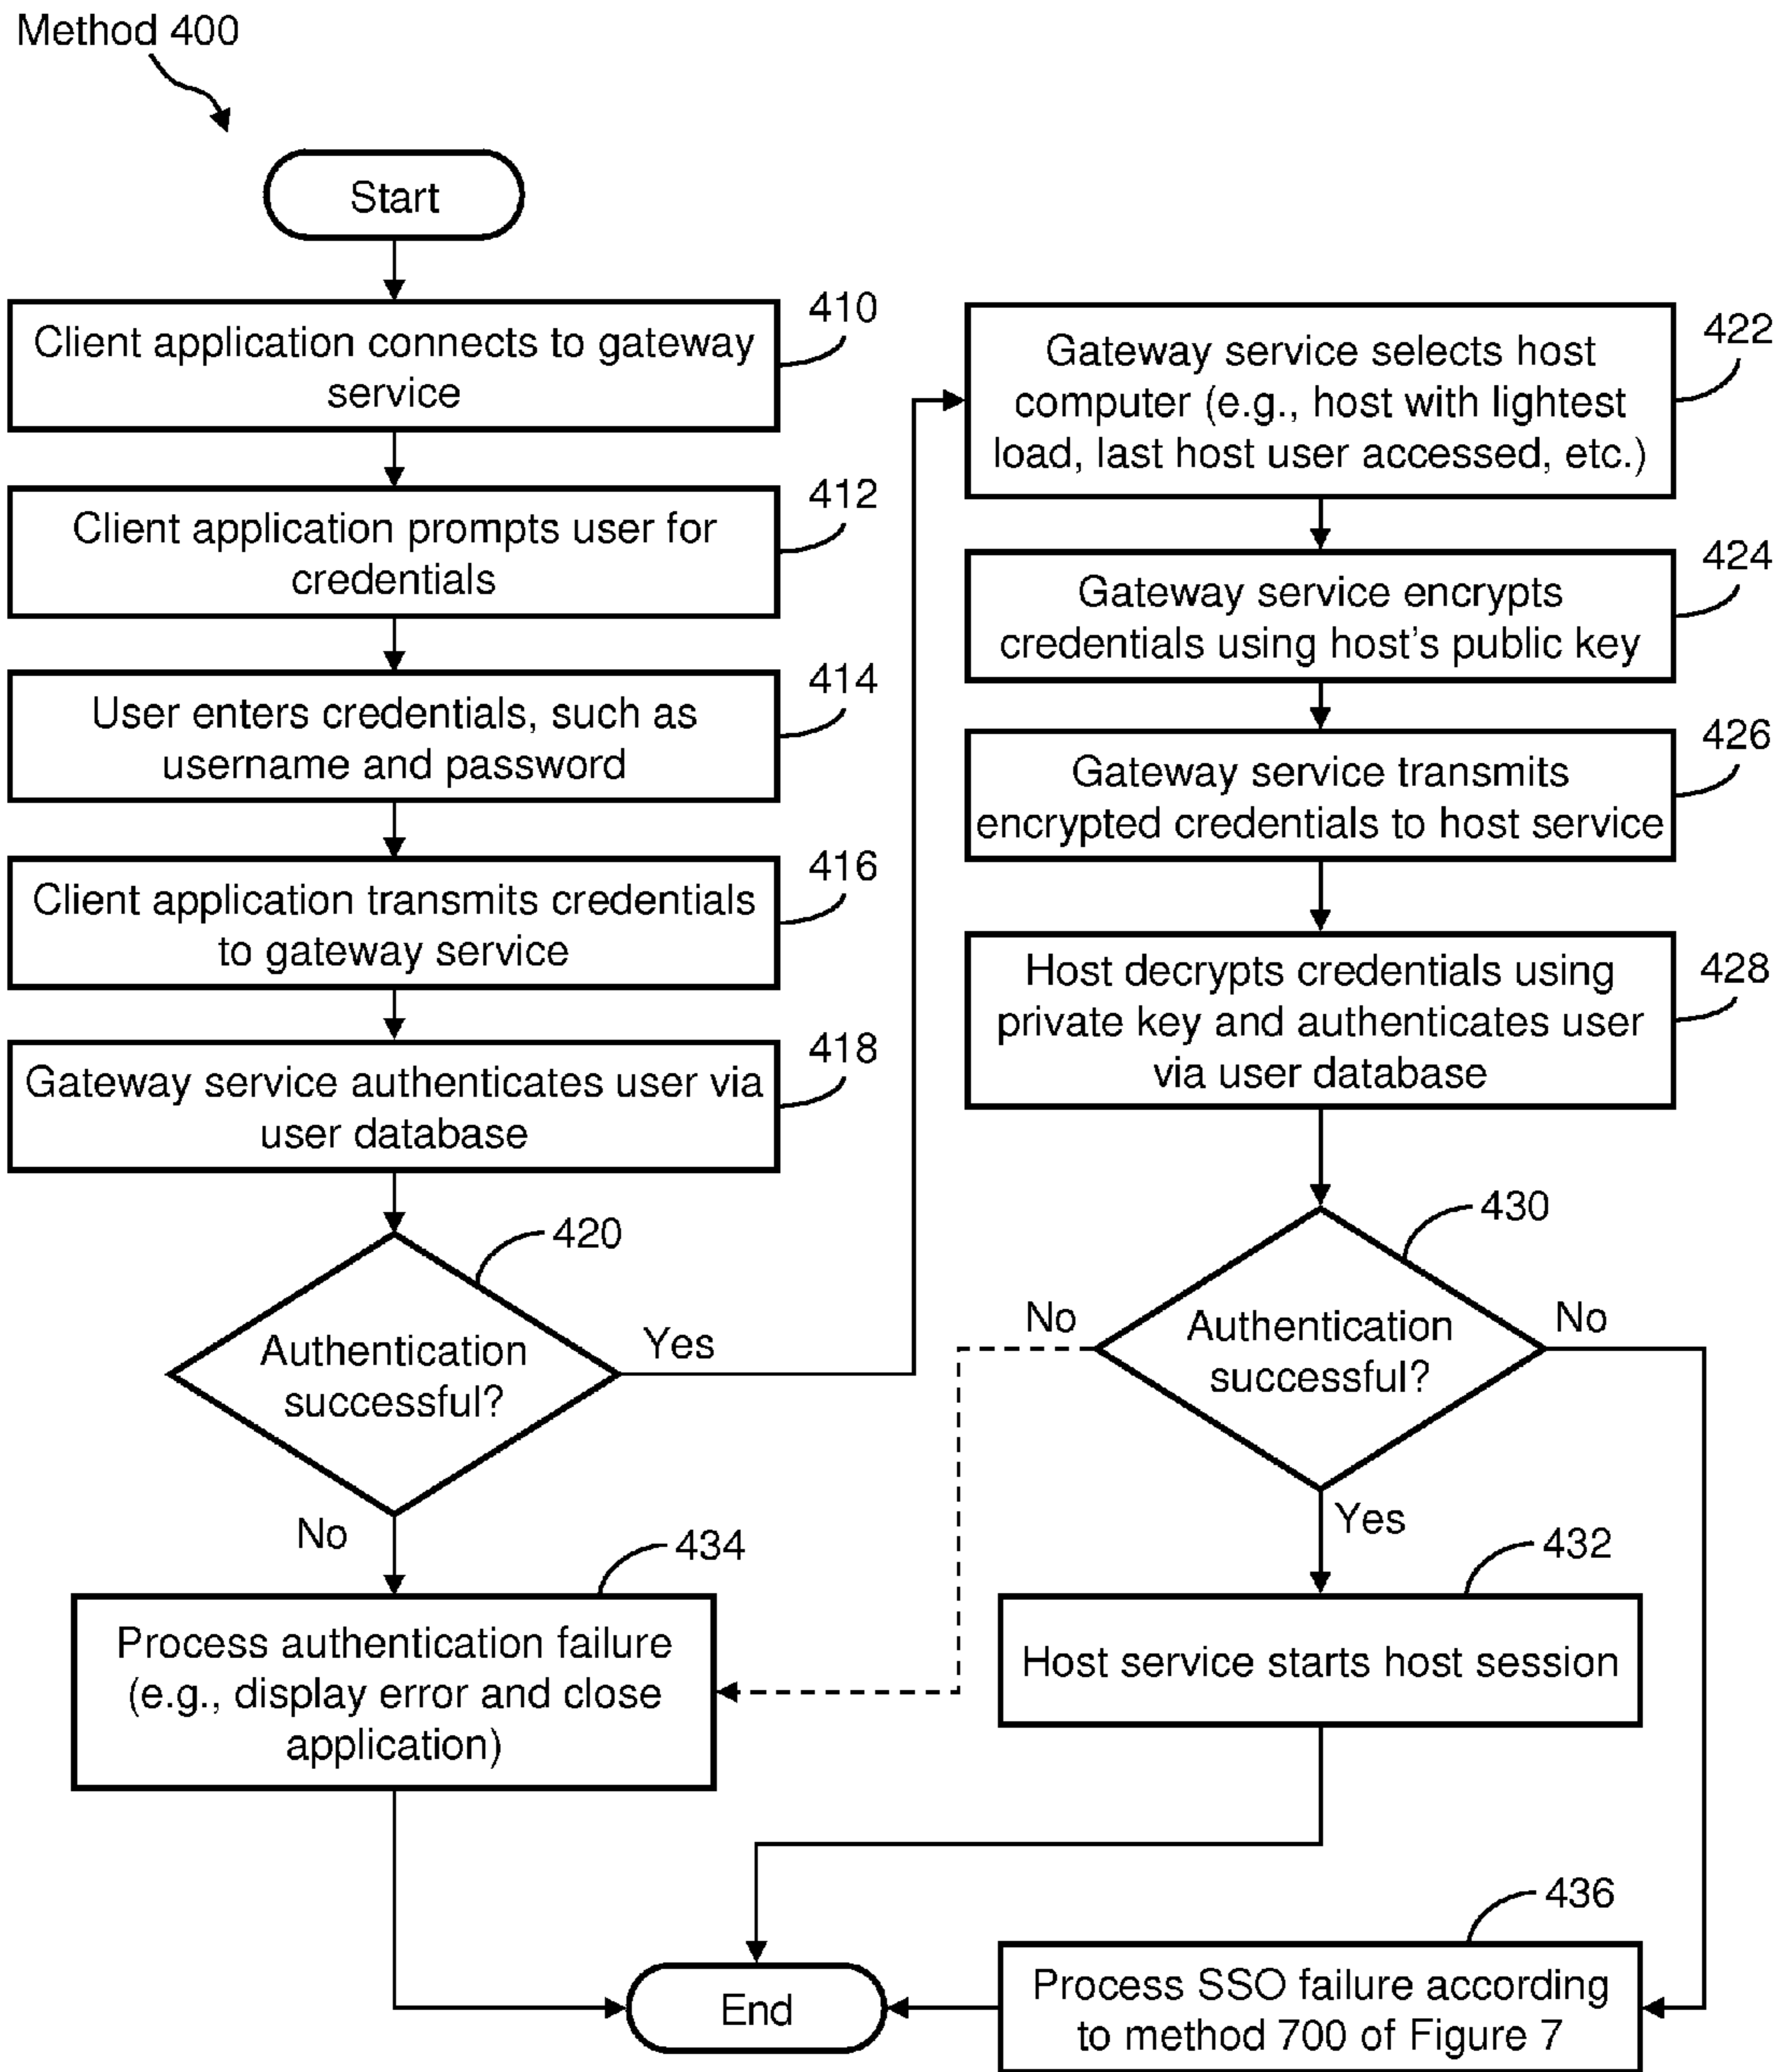 Method 400
Start
Client application connects to gateway
service
410
Client application prompts user for
credentials
412
User enters credentials, such as
username and password
414
Client application transmits credentials
to gateway service
416
Gateway service authenticates user via
user database
418
Authentication
successful?
420
Yes
No
Process authentication failure
(e.g., display error and close
application)
434
Gateway service selects host
computer (e.g., host with lightest
load, last host user accessed, etc.)
422
Gateway service encrypts
credentials using host's public key
424
Gateway service transmits
encrypted credentials to host service
426
Host decrypts credentials using
private key and authenticates user
via user database
428
Authentication
successful?
430
No
No
Yes
Host service starts host session
432
Process SSO failure according
to method 700 of Figure 7
436
End